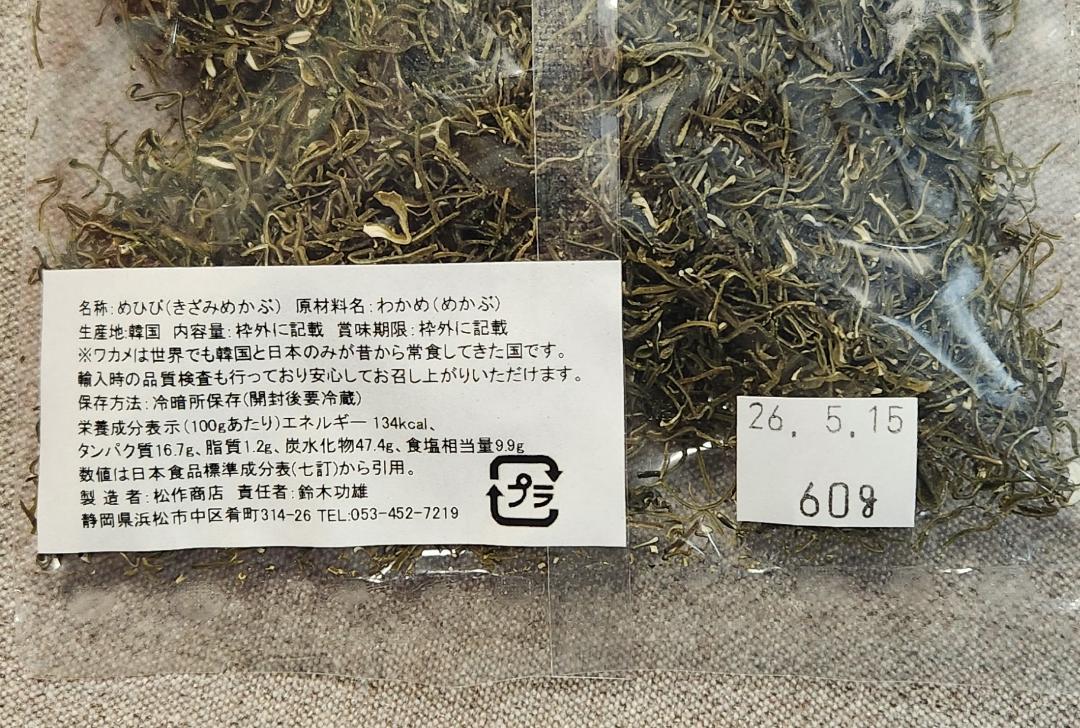 名称:めひび(きざみめかぶ) 原材料名:わかめ(めかぶ)
生産地:韓国 内容量:枠外に記載 賞味期限:枠外に記載
※ワカメは世界でも韓国と日本のみが昔から常食してきた国です。
輸入時の品質検査も行っており安心してお召し上がりいただけます。
保存方法:冷暗所保存(開封後要冷蔵)
栄養成分表示(100gあたり)エネルギー 134kcal、
タンパク質16.7g、脂質1.2g、炭水化物47.4g、食塩相当量9.9g
数値は日本食品標準成分表(七訂)から引用。
製造者:松作商店 責任者:鈴木功雄
静岡県浜松市中区肴町314-26 TEL:053-452-7219
プラ
26. 5.15
60g